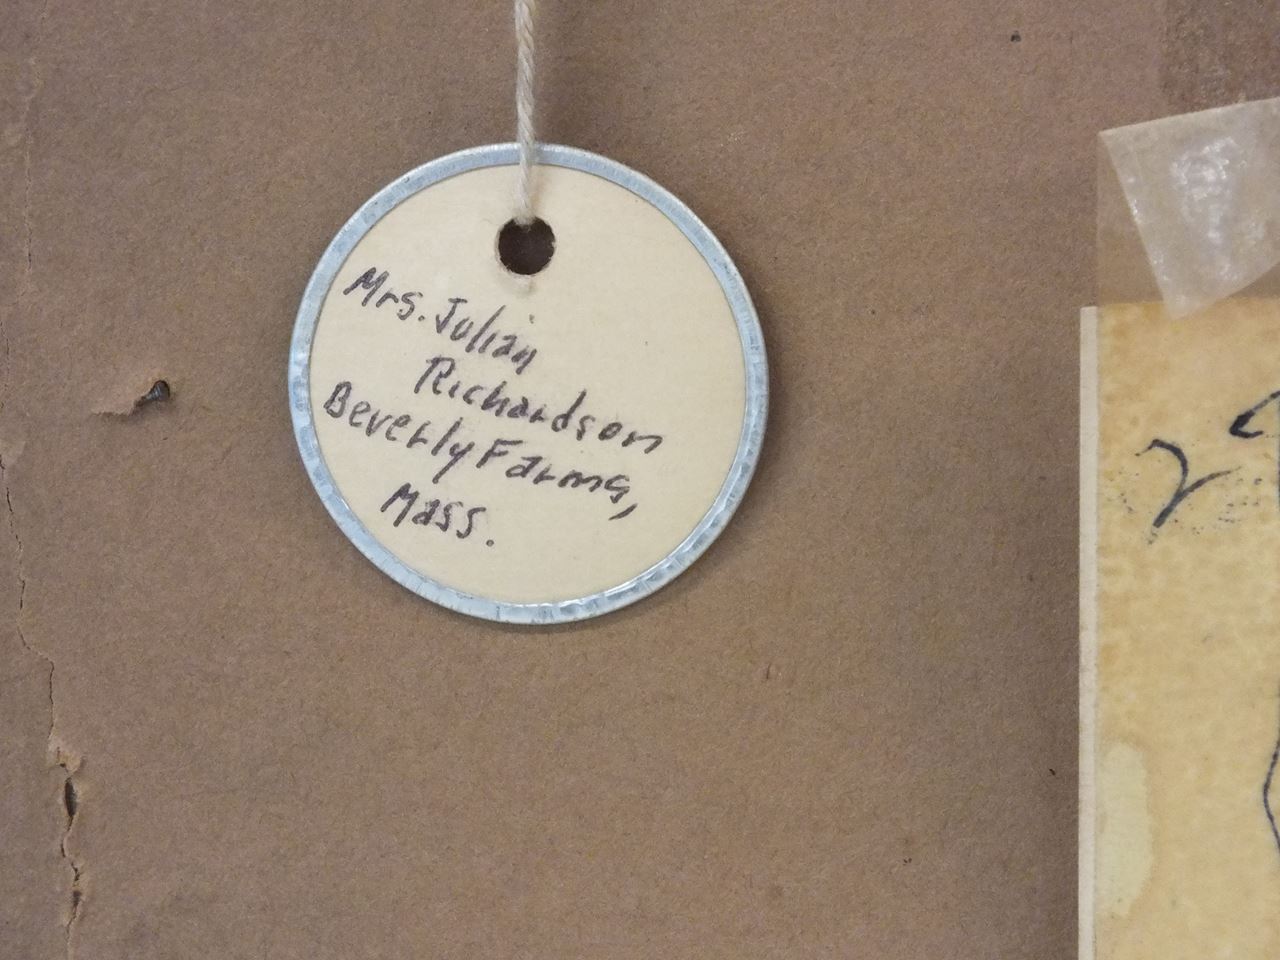 Mrs. Julian
Richardson
Beverly Farms,
Mass.